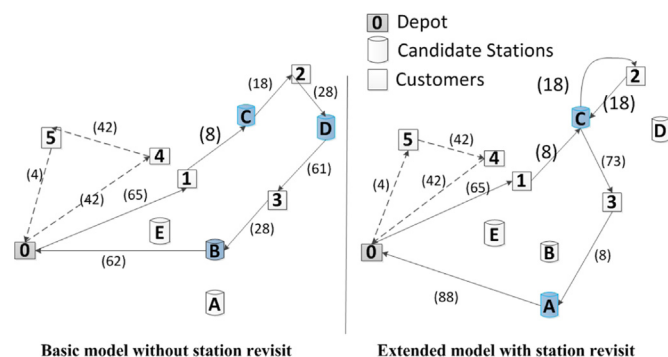 0 Depot
Candidate Stations
Customers
2
(18)
(28)
C
D
5
(42)
4
(8)
1
(61)
(4)
(42)
(65)
3
E
(28)
0
B
(62)
A
Basic model without station revisit
2
(18)
(18)
C
D
5
(42)
4
(8)
(73)
(4)
(42)
(65)
1
3
E
0
B
(8)
(88)
A
Extended model with station revisit